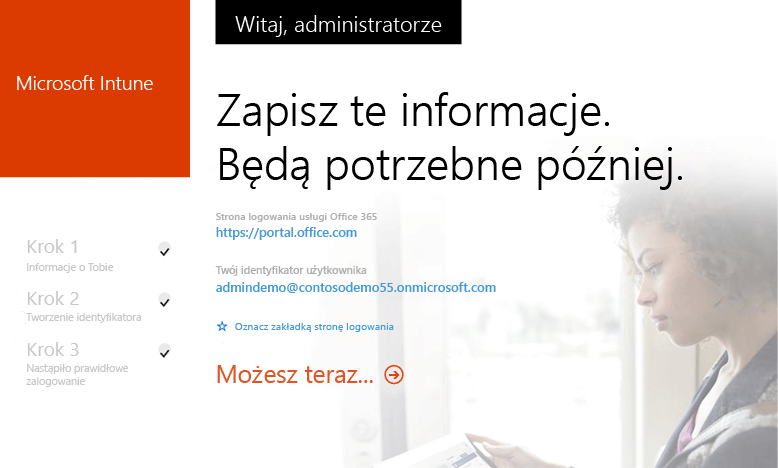 Witaj, administratorze
Microsoft Intune
Zapisz te informacje.
Będą potrzebne później.
Strona logowania usługi Office 365
https://portal.office.com
Twój identyfikator użytkownika
admindemo@contosodemo55.onmicrosoft.com
Oznacz zakładką stronę logowania
Możesz teraz...
Krok 1
Informacje o Tobie
Krok 2
Tworzenie identyfikatora
Krok 3
Nastąpiło prawidłowe
zalogowanie